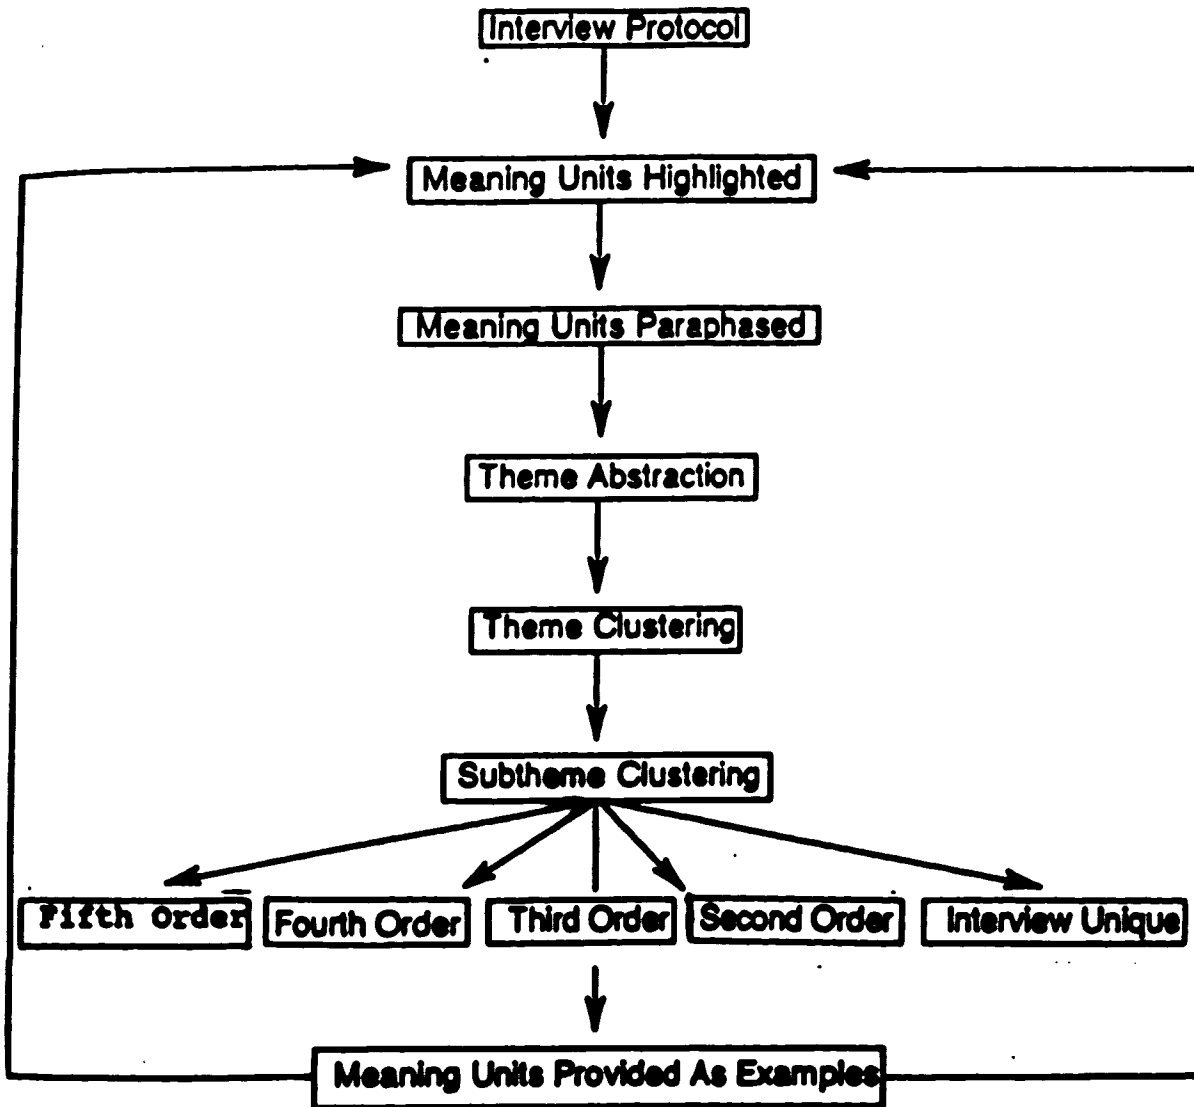 Interview Protocol
Meaning Units Highlighted
Meaning Units Paraphased
Theme Abstraction
Theme Clustering
Subtheme Clustering
Fifth Order
Fourth Order
Third Order
Second Order
Interview Unique
Meaning Units Provided As Examples